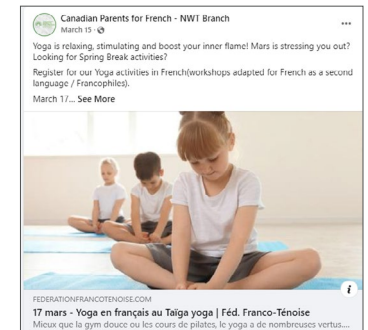 Canadian Parents for French - NWT Branch
March 15 ·
Yoga is relaxing, stimulating and boost your inner flame! Mars is stressing you out?
Looking for Spring Break activities?
Register for our Yoga activities in French(workshops adapted for French as a second
language / Francophiles).
March 17... See More
FEDERATIONFRANCOTENOISE.COM
17 mars - Yoga en français au Taïga yoga | Féd. Franco-Ténoise
Mieux que la gym douce ou les cours de pilates, le yoga a de nombreuses vertus....